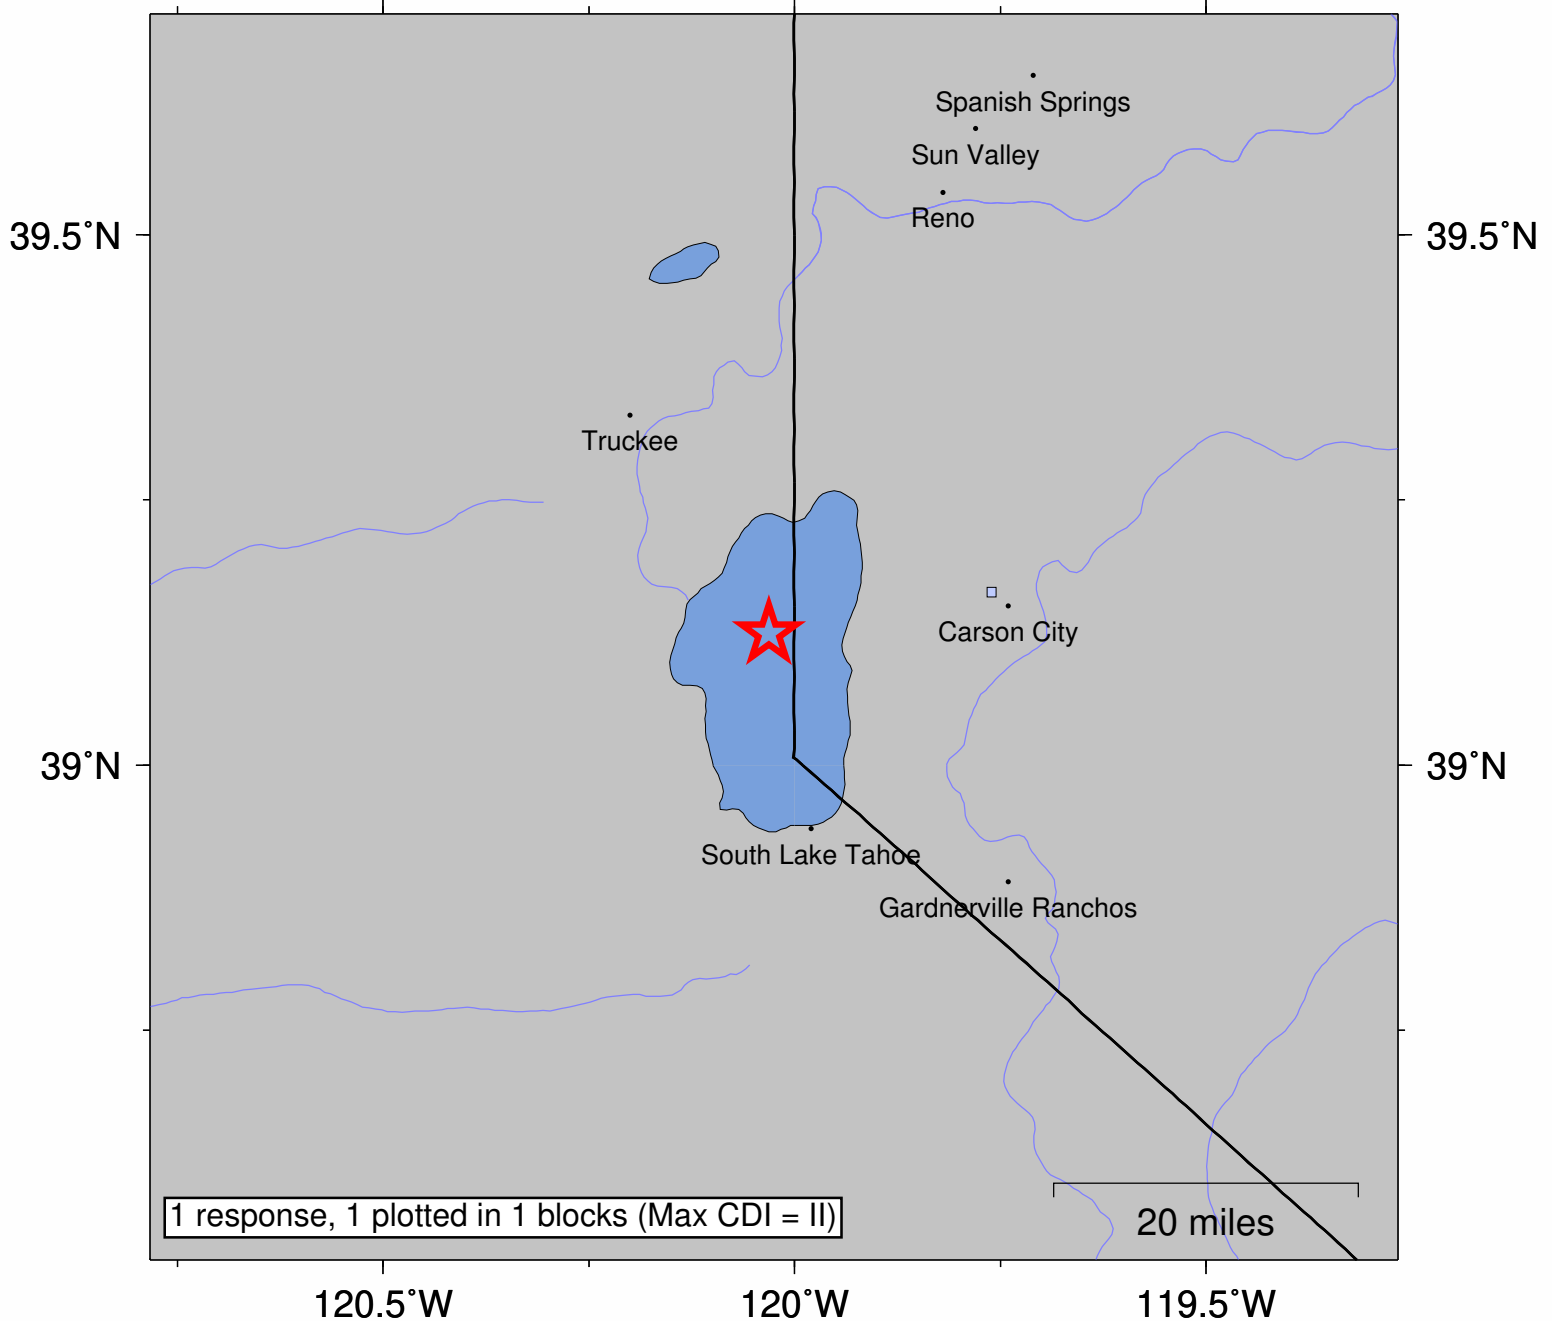 Spanish Springs
Sun Valley
Reno
39.5˚N
39.5˚N
Truckee
Carson City
39˚N
39˚N
South Lake Tahoe
Gardnerville Ranchos
1 response, 1 plotted in 1 blocks (Max CDI = II)
20 miles
120.5˚W
120˚W
119.5˚W